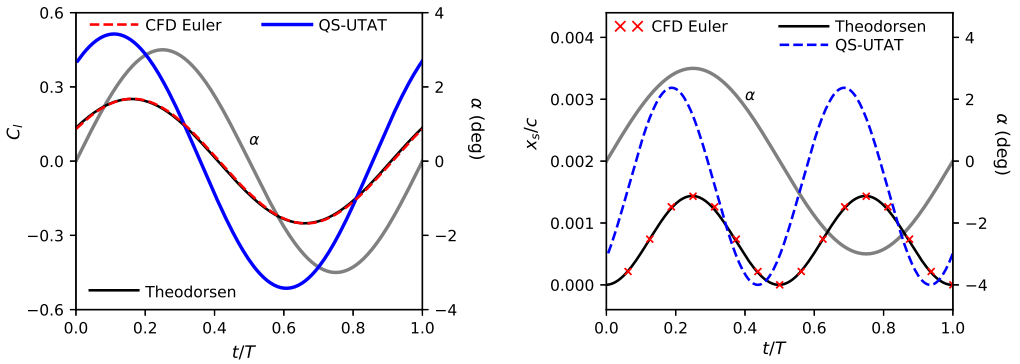 CFD Euler
QS-UTAT
0.6
0.3
0.0
−0.3
−0.6
C_l
α
4
2
0
−2
−4
α (deg)
Theodorsen
0.0 0.2 0.4 0.6 0.8 1.0
t/T
CFD Euler
Theodorsen
QS-UTAT
0.004
0.003
0.002
0.001
0.000
x_s/c
α
4
2
0
−2
−4
α (deg)
0.0 0.2 0.4 0.6 0.8 1.0
t/T